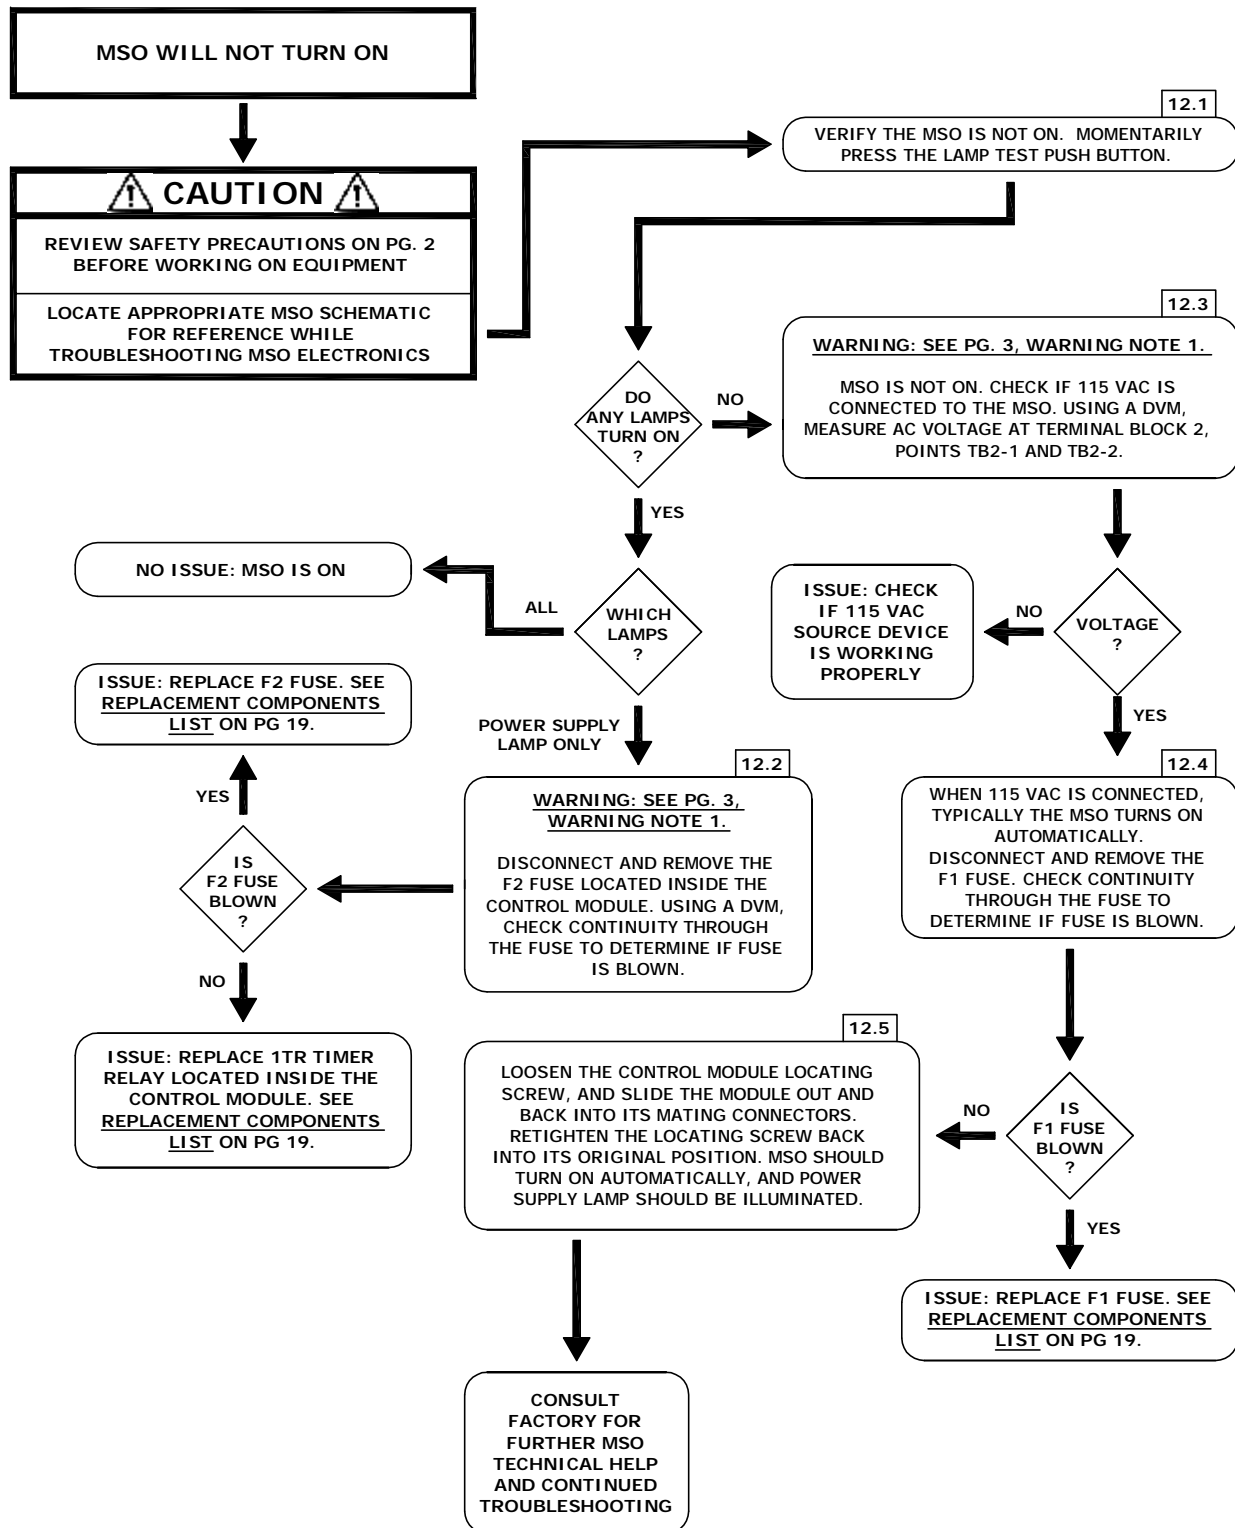 MSO WILL NOT TURN ON
CAUTION
REVIEW SAFETY PRECAUTIONS ON PG. 2
BEFORE WORKING ON EQUIPMENT
LOCATE APPROPRIATE MSO SCHEMATIC
FOR REFERENCE WHILE
TROUBLESHOOTING MSO ELECTRONICS
12.1
VERIFY THE MSO IS NOT ON. MOMENTARILY
PRESS THE LAMP TEST PUSH BUTTON.
DO
ANY LAMPS
TURN ON
?
NO
YES
12.3
WARNING: SEE PG. 3, WARNING NOTE 1.
MSO IS NOT ON. CHECK IF 115 VAC IS
CONNECTED TO THE MSO. USING A DVM,
MEASURE AC VOLTAGE AT TERMINAL BLOCK 2,
POINTS TB2-1 AND TB2-2.
NO ISSUE: MSO IS ON
ALL
WHICH
LAMPS
?
ISSUE: CHECK
IF 115 VAC
SOURCE DEVICE
IS WORKING
PROPERLY
NO
VOLTAGE
?
YES
ISSUE: REPLACE F2 FUSE. SEE
REPLACEMENT COMPONENTS
LIST ON PG 19.
POWER SUPPLY
LAMP ONLY
YES
IS
F2 FUSE
BLOWN
?
NO
12.2
WARNING: SEE PG. 3,
WARNING NOTE 1.
DISCONNECT AND REMOVE THE
F2 FUSE LOCATED INSIDE THE
CONTROL MODULE. USING A DVM,
CHECK CONTINUITY THROUGH
THE FUSE TO DETERMINE IF FUSE
IS BLOWN.
12.4
WHEN 115 VAC IS CONNECTED,
TYPICALLY THE MSO TURNS ON
AUTOMATICALLY.
DISCONNECT AND REMOVE THE
F1 FUSE. CHECK CONTINUITY
THROUGH THE FUSE TO
DETERMINE IF FUSE IS BLOWN.
ISSUE: REPLACE 1TR TIMER
RELAY LOCATED INSIDE THE
CONTROL MODULE. SEE
REPLACEMENT COMPONENTS
LIST ON PG 19.
12.5
LOOSEN THE CONTROL MODULE LOCATING
SCREW, AND SLIDE THE MODULE OUT AND
BACK INTO ITS MATING CONNECTORS.
RETIGHTEN THE LOCATING SCREW BACK
INTO ITS ORIGINAL POSITION. MSO SHOULD
TURN ON AUTOMATICALLY, AND POWER
SUPPLY LAMP SHOULD BE ILLUMINATED.
NO
IS
F1 FUSE
BLOWN
?
YES
ISSUE: REPLACE F1 FUSE. SEE
REPLACEMENT COMPONENTS
LIST ON PG 19.
CONSULT
FACTORY FOR
FURTHER MSO
TECHNICAL HELP
AND CONTINUED
TROUBLESHOOTING